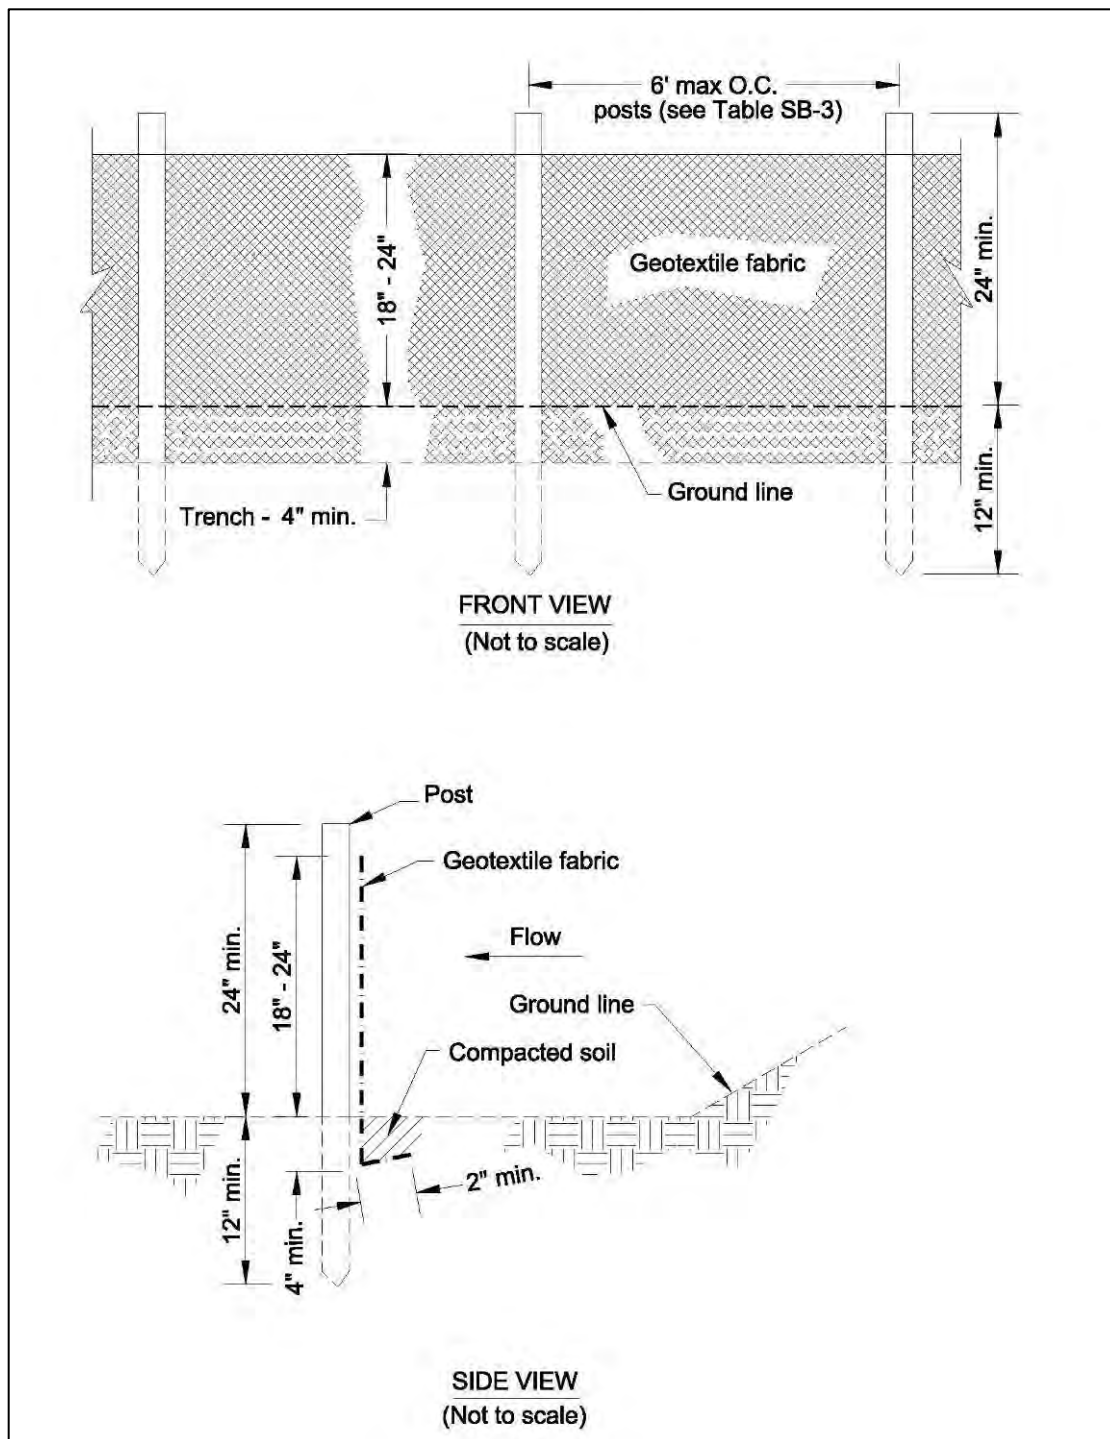 6' max O.C.
posts (see Table SB-3)
18" - 24"
Geotextile fabric
24" min.
Ground line
12" min.
Trench - 4" min.
FRONT VIEW
(Not to scale)
Post
Geotextile fabric
24" min.
18" - 24"
Flow
Ground line
Compacted soil
2" min.
12" min.
4" min.
SIDE VIEW
(Not to scale)